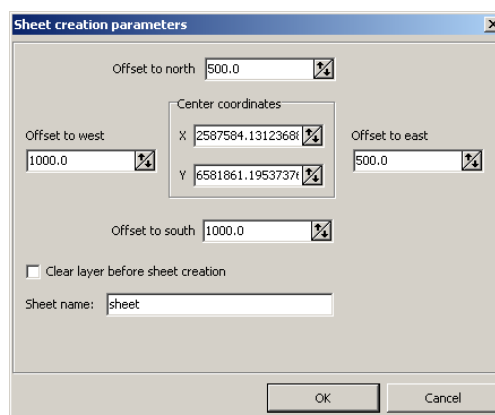 Sheet creation parameters
Offset to north 500.0
Center coordinates
Offset to west X 2587584.1312368 Offset to east
1000.0 500.0
Y 6581861.1953737
Offset to south 1000.0
Clear layer before sheet creation
Sheet name: sheet
OK Cancel